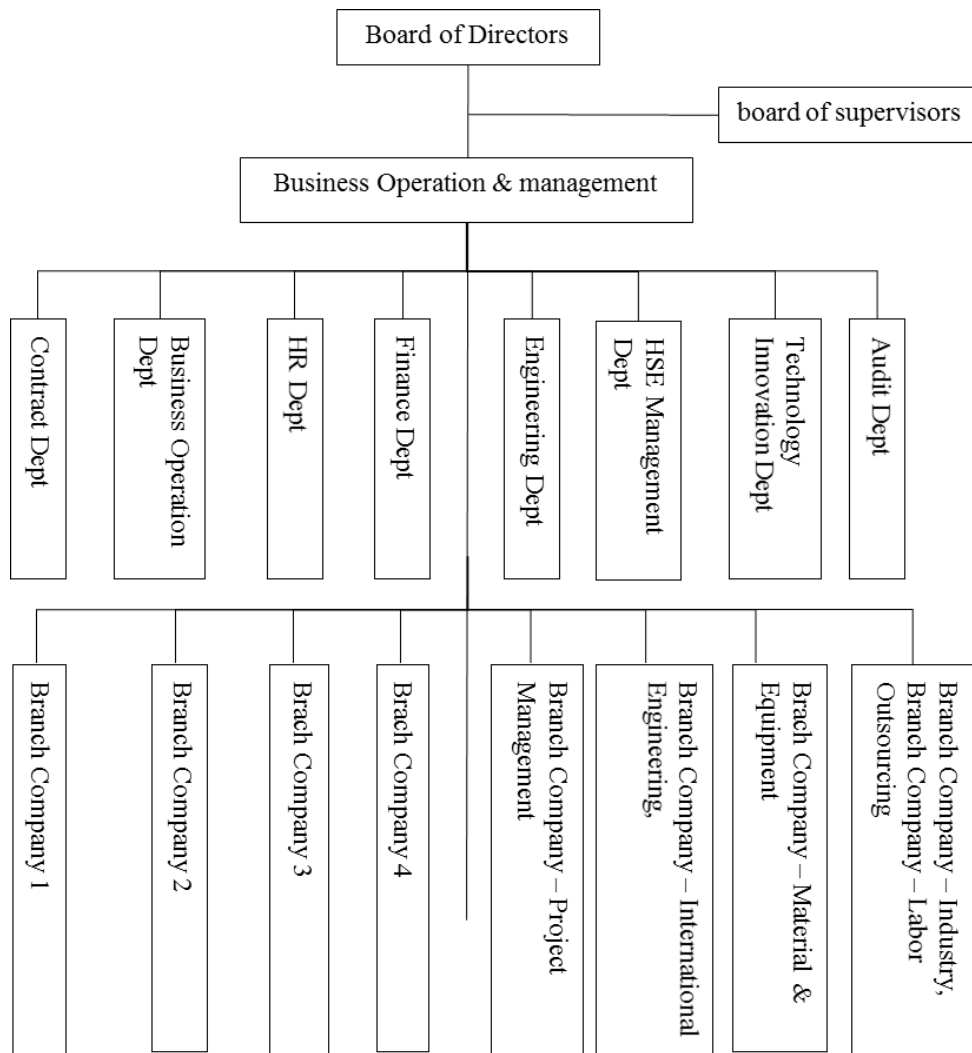 Board of Directors
board of supervisors
Business Operation & management
Contract Dept
Business Operation
Dept
HR Dept
Finance Dept
Engineering Dept
HSE Management
Dept
Technology
Innovation Dept
Audit Dept
Branch Company 1
Branch Company 2
Brach Company 3
Brach Company 4
Branch Company – Project
Management
Branch Company – International
Engineering,
Brach Company – Material &
Equipment
Branch Company – Industry,
Branch Company – Labor
Outsourcing